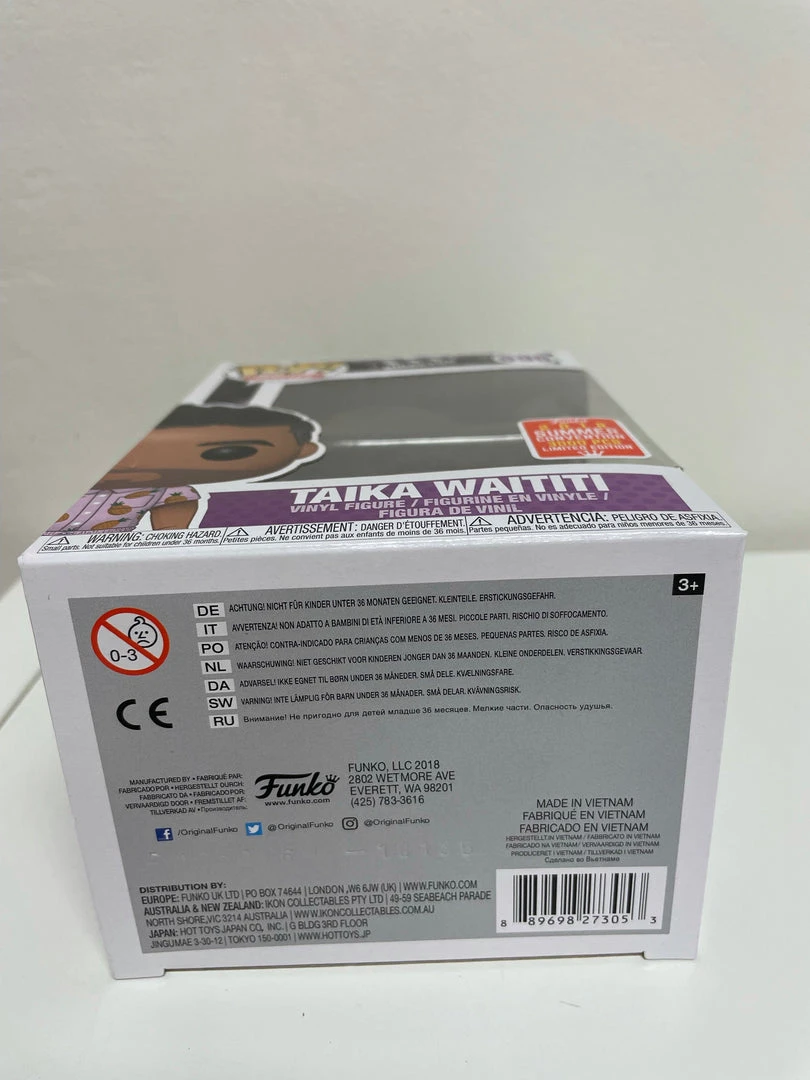 POP
2018
SUMMER
CONVENTION
3000 PCS
LIMITED EDITION
TAIKA WAITITI
VINYL FIGURE / FIGURINE EN VINYLE /
FIGURA DE VINIL
WARNING: CHOKING HAZARD.
Small parts. Not suitable for children under 36 months.
AVERTISSEMENT: DANGER D'ÉTOUFFEMENT.
Petites pièces. Ne convient pas aux enfants de moins de 36 mois.
ADVERTENCIA: PELIGRO DE ASFIXIA
Partes pequeñas. No es adecuado para niños menores de 36 meses
3+
0-3
DE ACHTUNG! NICHT FÜR KINDER UNTER 36 MONATEN GEEIGNET. KLEINTEILE. ERSTICKUNGSGEFAHR.
IT AVVERTENZA! NON ADATTO A BAMBINI DI ETÀ INFERIORE A 36 MESI. PICCOLE PARTI. RISCHIO DI SOFFOCAMENTO.
PO ATENÇÃO! CONTRA-INDICADO PARA CRIANÇAS COM MENOS DE 36 MESES. PEQUENAS PARTES. RISCO DE ASFIXIA.
NL WAARSCHUWING! NIET GESCHIKT VOOR KINDEREN JONGER DAN 36 MAANDEN. KLEINE ONDERDELEN. VERSTIKKINGSGEVAAR.
DA ADVARSEL! IKKE EGNET TIL BØRN UNDER 36 MÅNEDER. SMÅ DELE. KVÆLNINGSFARE.
SW VARNING! INTE LÄMPLIG FÖR BARN UNDER 36 MÅNADER. SMÅ DELAR. KVÄVNINGSRISK.
RU Внимание! Не пригодно для детей младше 36 месяцев. Мелкие части. Опасность удушья.
CE
MANUFACTURED BY • FABRIQUÉ PAR:
FABRICADO POR • HERGESTELLT DURCH:
FABBRICATO DA • FABRICADO POR:
VERVAARDIGD DOOR • FREMSTILLET AF:
TILLVERKAD AV • Производитель:
Funko
www.funko.com
FUNKO, LLC 2018
2802 WETMORE AVE
EVERETT, WA 98201
(425) 783-3616
/OriginalFunko @OriginalFunko @OriginalFunko
MADE IN VIETNAM
FABRIQUÉ EN VIETNAM
FABRICADO EN VIETNAM
HERGESTELLT IN VIETNAM / FABBRICATO IN VIETNAM
FABRICADO NA VIETNAM / VERVAARDIGD IN VIETNAM
PRODUCERET I VIETNAM / TILLVERKAD I VIETNAM
Сделано во Вьетнаме
DISTRIBUTION BY:
EUROPE: FUNKO UK LTD | PO BOX 74644 | LONDON ,W6 6JW (UK) | WWW.FUNKO.COM
AUSTRALIA & NEW ZEALAND: IKON COLLECTABLES PTY LTD | 49-59 SEABEACH PARADE
NORTH SHORE,VIC 3214 AUSTRALIA | WWW.IKONCOLLECTABLES.COM.AU
JAPAN: HOT TOYS JAPAN CO, INC. | G BLDG 3RD FLOOR
JINGUMAE 3-30-12 | TOKYO 150-0001 | WWW.HOTTOYS.JP
8 89698 27305 3